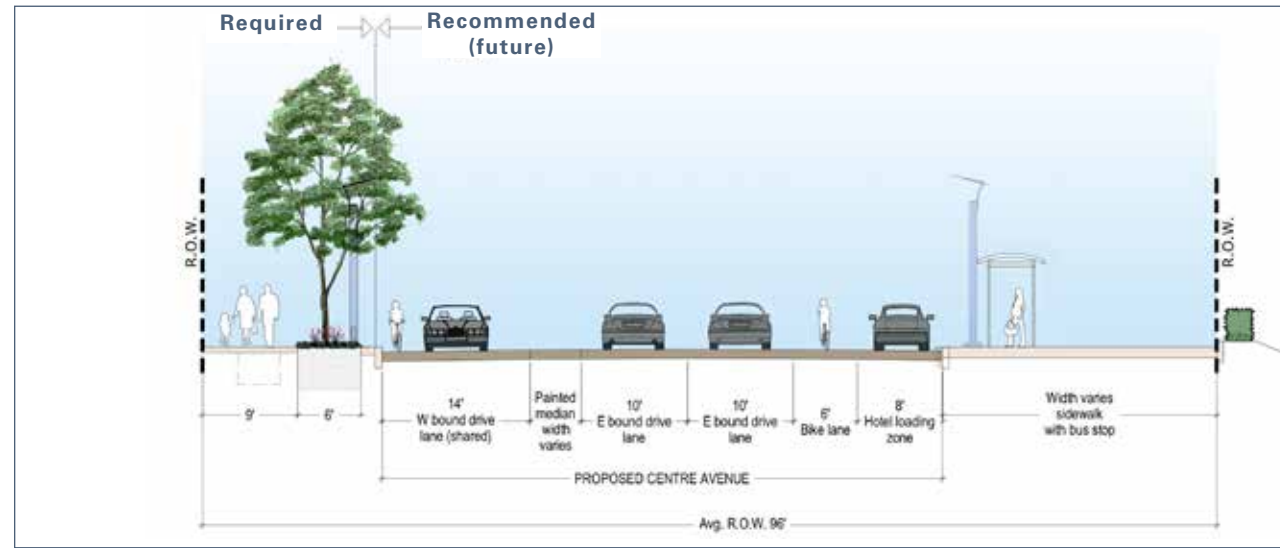 Required
Recommended
(future)
R.O.W.
R.O.W.
9'
6'
14'
W bound drive
lane (shared)
Painted
median
width
varies
10'
E bound drive
lane
10'
E bound drive
lane
6'
Bike lane
8'
Hotel loading
zone
Width varies
sidewalk
with bus stop
PROPOSED CENTRE AVENUE
Avg. R.O.W. 96'